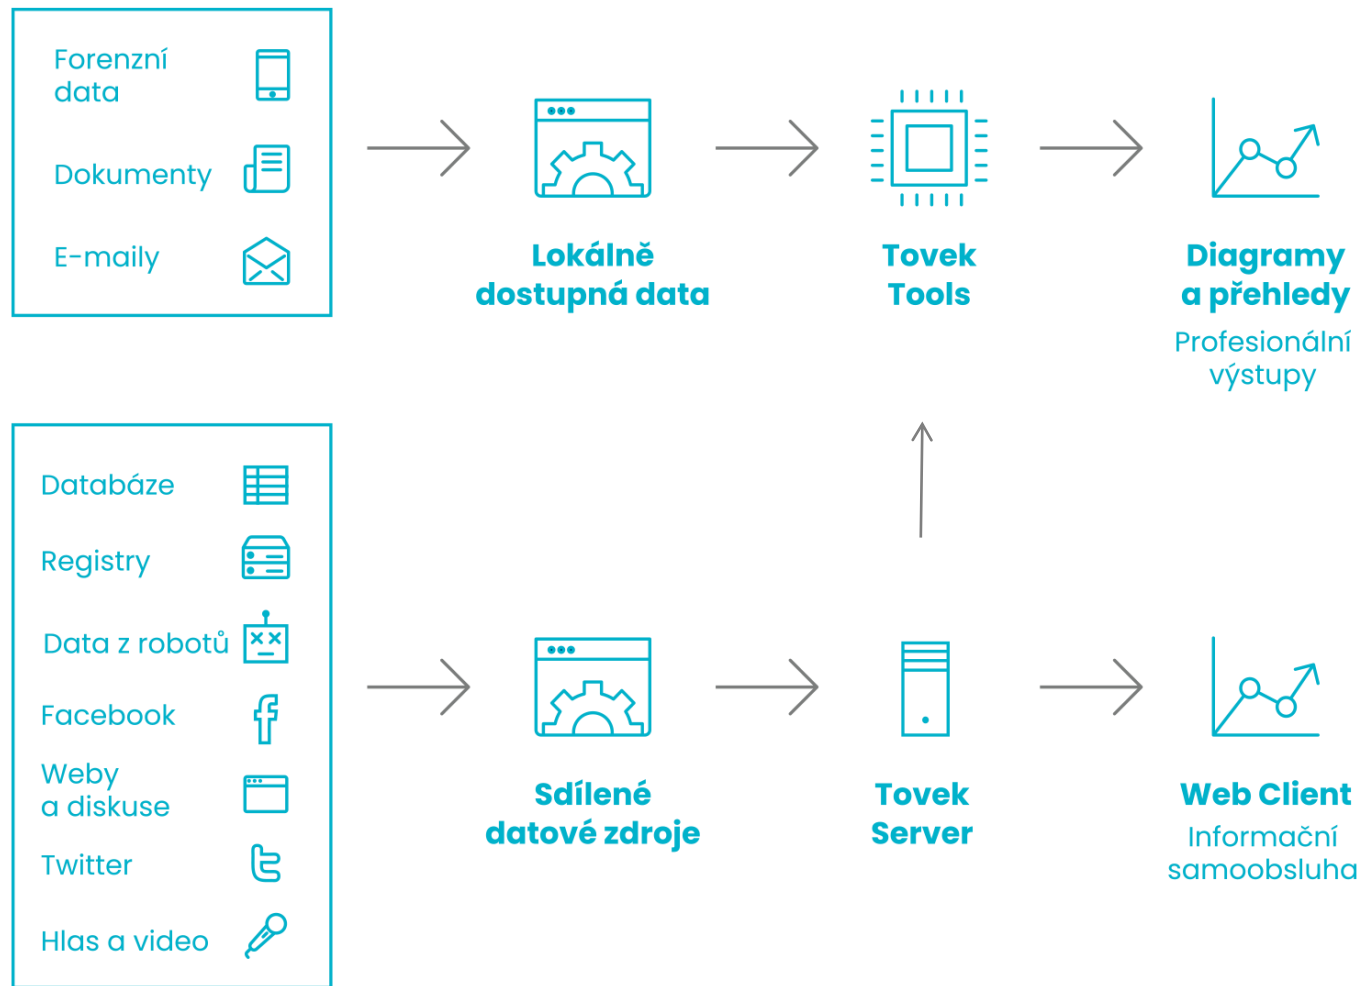 Forenzní
data
Dokumenty
E-maily
Lokálně
dostupná data
Tovek
Tools
Diagramy
a přehledy
Profesionální
výstupy
Databáze
Registry
Data z robotů
Facebook
Weby
a diskuse
Twitter
Hlas a video
Sdílené
datové zdroje
Tovek
Server
Web Client
Informační
samoobsluha